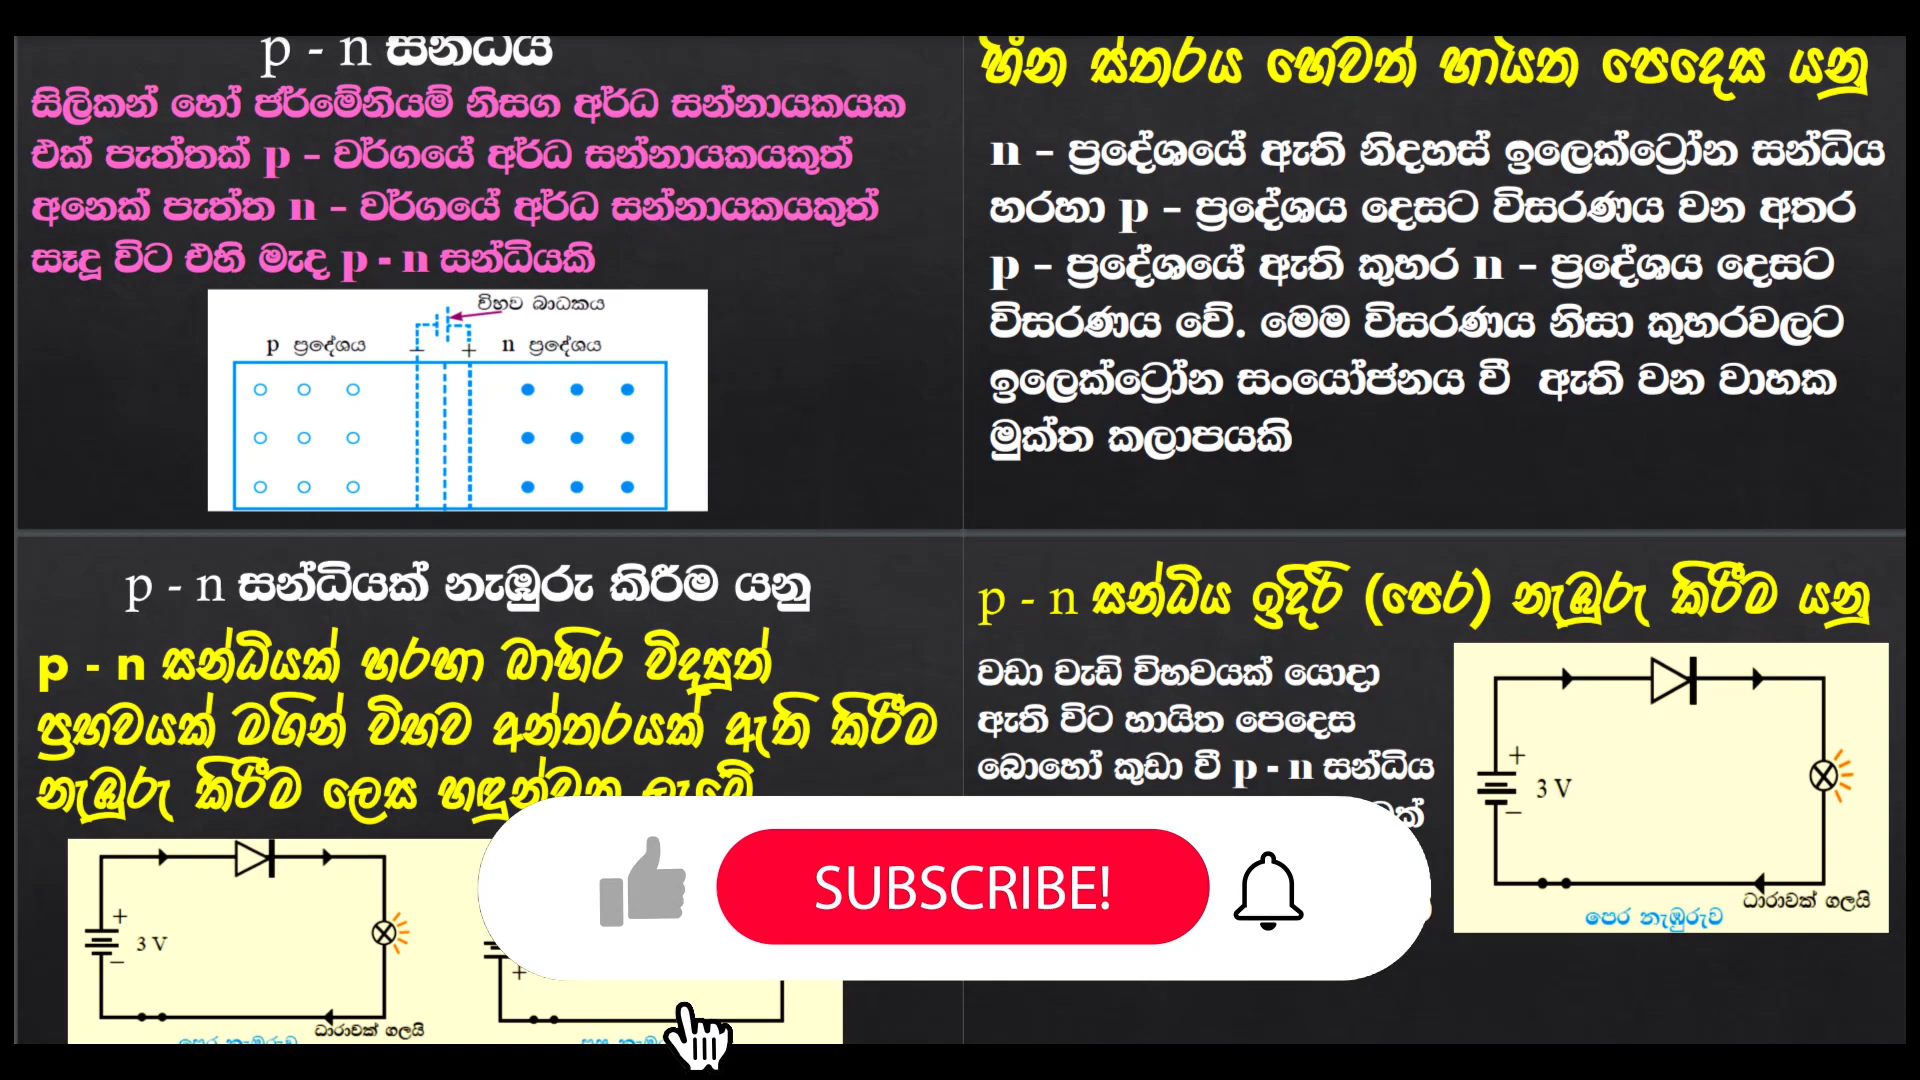 p - n සන්ධිය
සිලිකන් හෝ ජර්මේනියම් නිසග අර්ධ සන්නායකයක
එක් පැත්තක් p - වර්ගයේ අර්ධ සන්නායකයකුත්
අනෙක් පැත්ත n - වර්ගයේ අර්ධ සන්නායකයකුත්
සෑදූ විට එහි මැද p - n සන්ධියකි
විභව බාධකය
p ප්‍රදේශය
− +
n ප්‍රදේශය
හීන ස්තරය හෙවත් හායිත පෙදෙස යනු
n - ප්‍රදේශයේ ඇති නිදහස් ඉලෙක්ට්‍රෝන සන්ධිය
හරහා p - ප්‍රදේශය දෙසට විසරණය වන අතර
p - ප්‍රදේශයේ ඇති කුහර n - ප්‍රදේශය දෙසට
විසරණය වේ. මෙම විසරණය නිසා කුහරවලට
ඉලෙක්ට්‍රෝන සංයෝජනය වී ඇති වන වාහක
මුක්ත කලාපයකි
p - n සන්ධියක් නැඹුරු කිරීම යනු
p - n සන්ධියක් හරහා බාහිර විද්‍යුත්
ප්‍රභවයක් මගින් විභව අන්තරයක් ඇති කිරීම
නැඹුරු කිරීම ලෙස
+
3 V
−
ධාරාවක් ගලයි
පෙර නැඹුරුව
+
p - n සන්ධිය ඉදිරි (පෙර) නැඹුරු කිරීම යනු
වඩා වැඩි විභවයක් යොදා
ඇති විට හායිත පෙදෙස
බොහෝ කුඩා වී p - n සන්ධිය
+
3 V
−
ධාරාවක් ගලයි
පෙර නැඹුරුව
SUBSCRIBE!